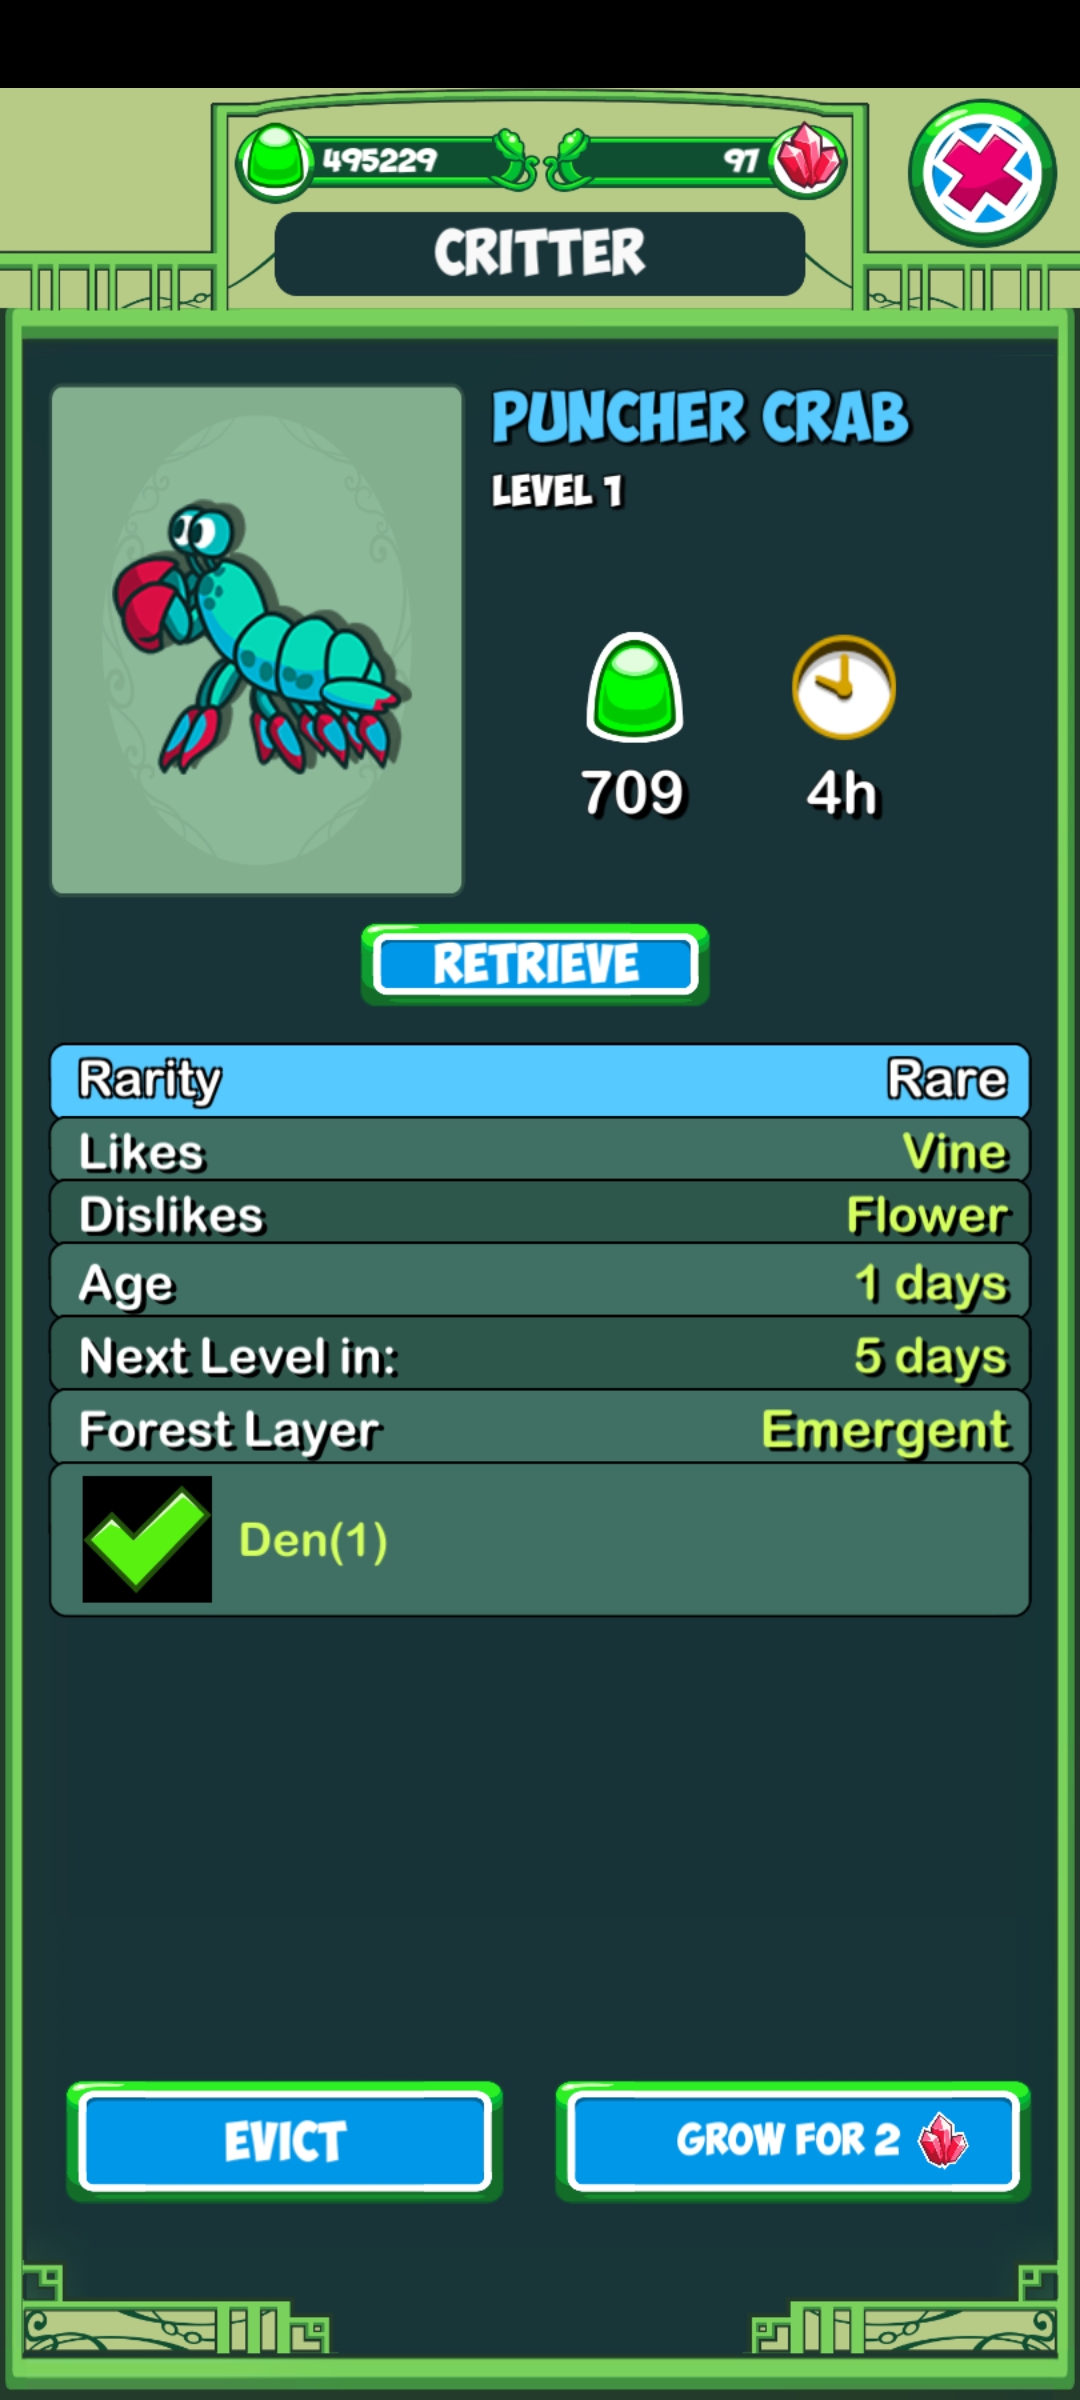 495229
97
CRITTER
PUNCHER CRAB
LEVEL 1
709
4h
RETRIEVE
Rarity Rare
Likes Vine
Dislikes Flower
Age 1 days
Next Level in: 5 days
Forest Layer Emergent
Den(1)
EVICT
GROW FOR 2